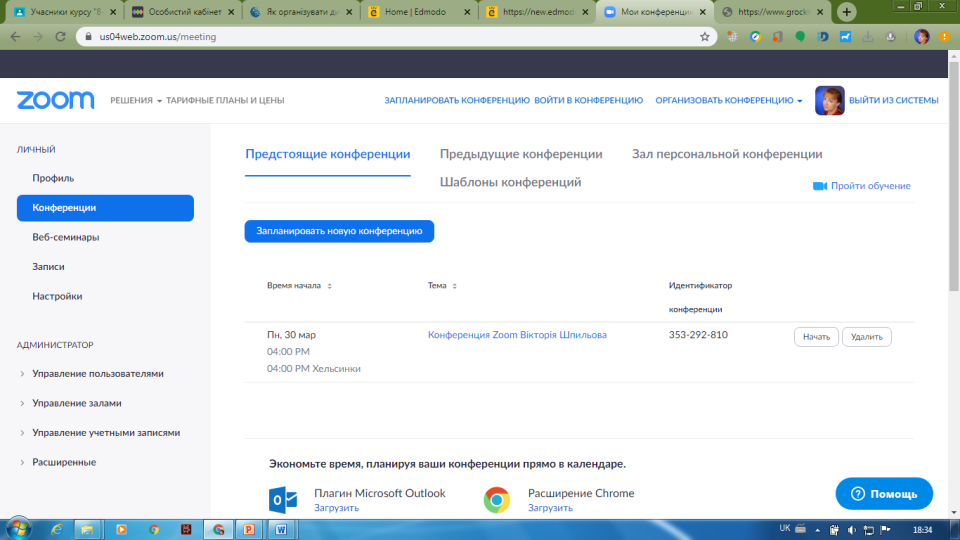 Учасники курсу "В
Особистий кабінет
Як організувати ди
Home | Edmodo
https://new.edmod
Мои конференции
https://www.grocki
us04web.zoom.us/meeting
zoom
РЕШЕНИЯ
ТАРИФНЫЕ ПЛАНЫ И ЦЕНЫ
ЗАПЛАНИРОВАТЬ КОНФЕРЕНЦИЮ
ВОЙТИ В КОНФЕРЕНЦИЮ
ОРГАНИЗОВАТЬ КОНФЕРЕНЦИЮ
ВЫЙТИ ИЗ СИСТЕМЫ
ЛИЧНЫЙ
Профиль
Конференции
Веб-семинары
Записи
Настройки
АДМИНИСТРАТОР
Управление пользователями
Управление залами
Управление учетными записями
Расширенные
Предстоящие конференции
Предыдущие конференции
Зал персональной конференции
Шаблоны конференций
Пройти обучение
Запланировать новую конференцию
Время начала
Тема
Идентификатор
конференции
Пн, 30 мар
04:00 PM
04:00 PM Хельсинки
Конференция Zoom Вікторія Шпильова
353-292-810
Начать
Удалить
Экономьте время, планируя ваши конференции прямо в календаре.
Плагин Microsoft Outlook
Загрузить
Расширение Chrome
Загрузить
Помощь
UK
18:34